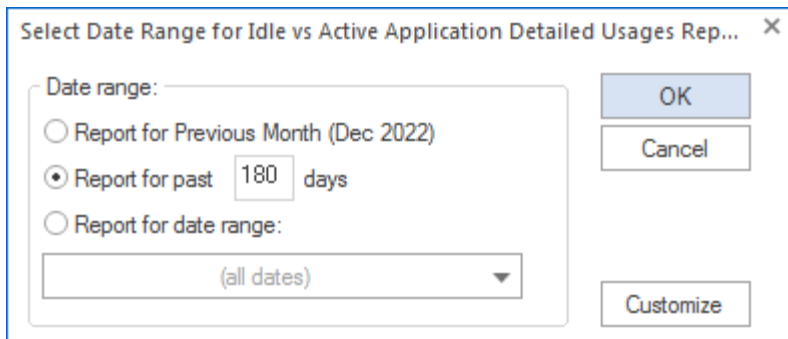 Select Date Range for Idle vs Active Application Detailed Usages Rep...
Date range:
Report for Previous Month (Dec 2022)
Report for past 180 days
Report for date range:
(all dates)
OK
Cancel
Customize